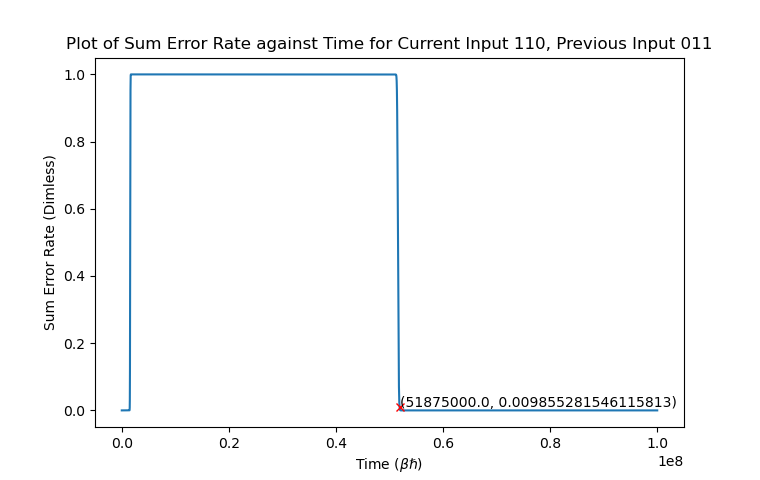 Plot of Sum Error Rate against Time for Current Input 110, Previous Input 011
Sum Error Rate (Dimless)
1.0
0.8
0.6
0.4
0.2
0.0
(51875000.0, 0.009855281546115813)
0.0 0.2 0.4 0.6 0.8 1.0
1e8
Time (βℏ)